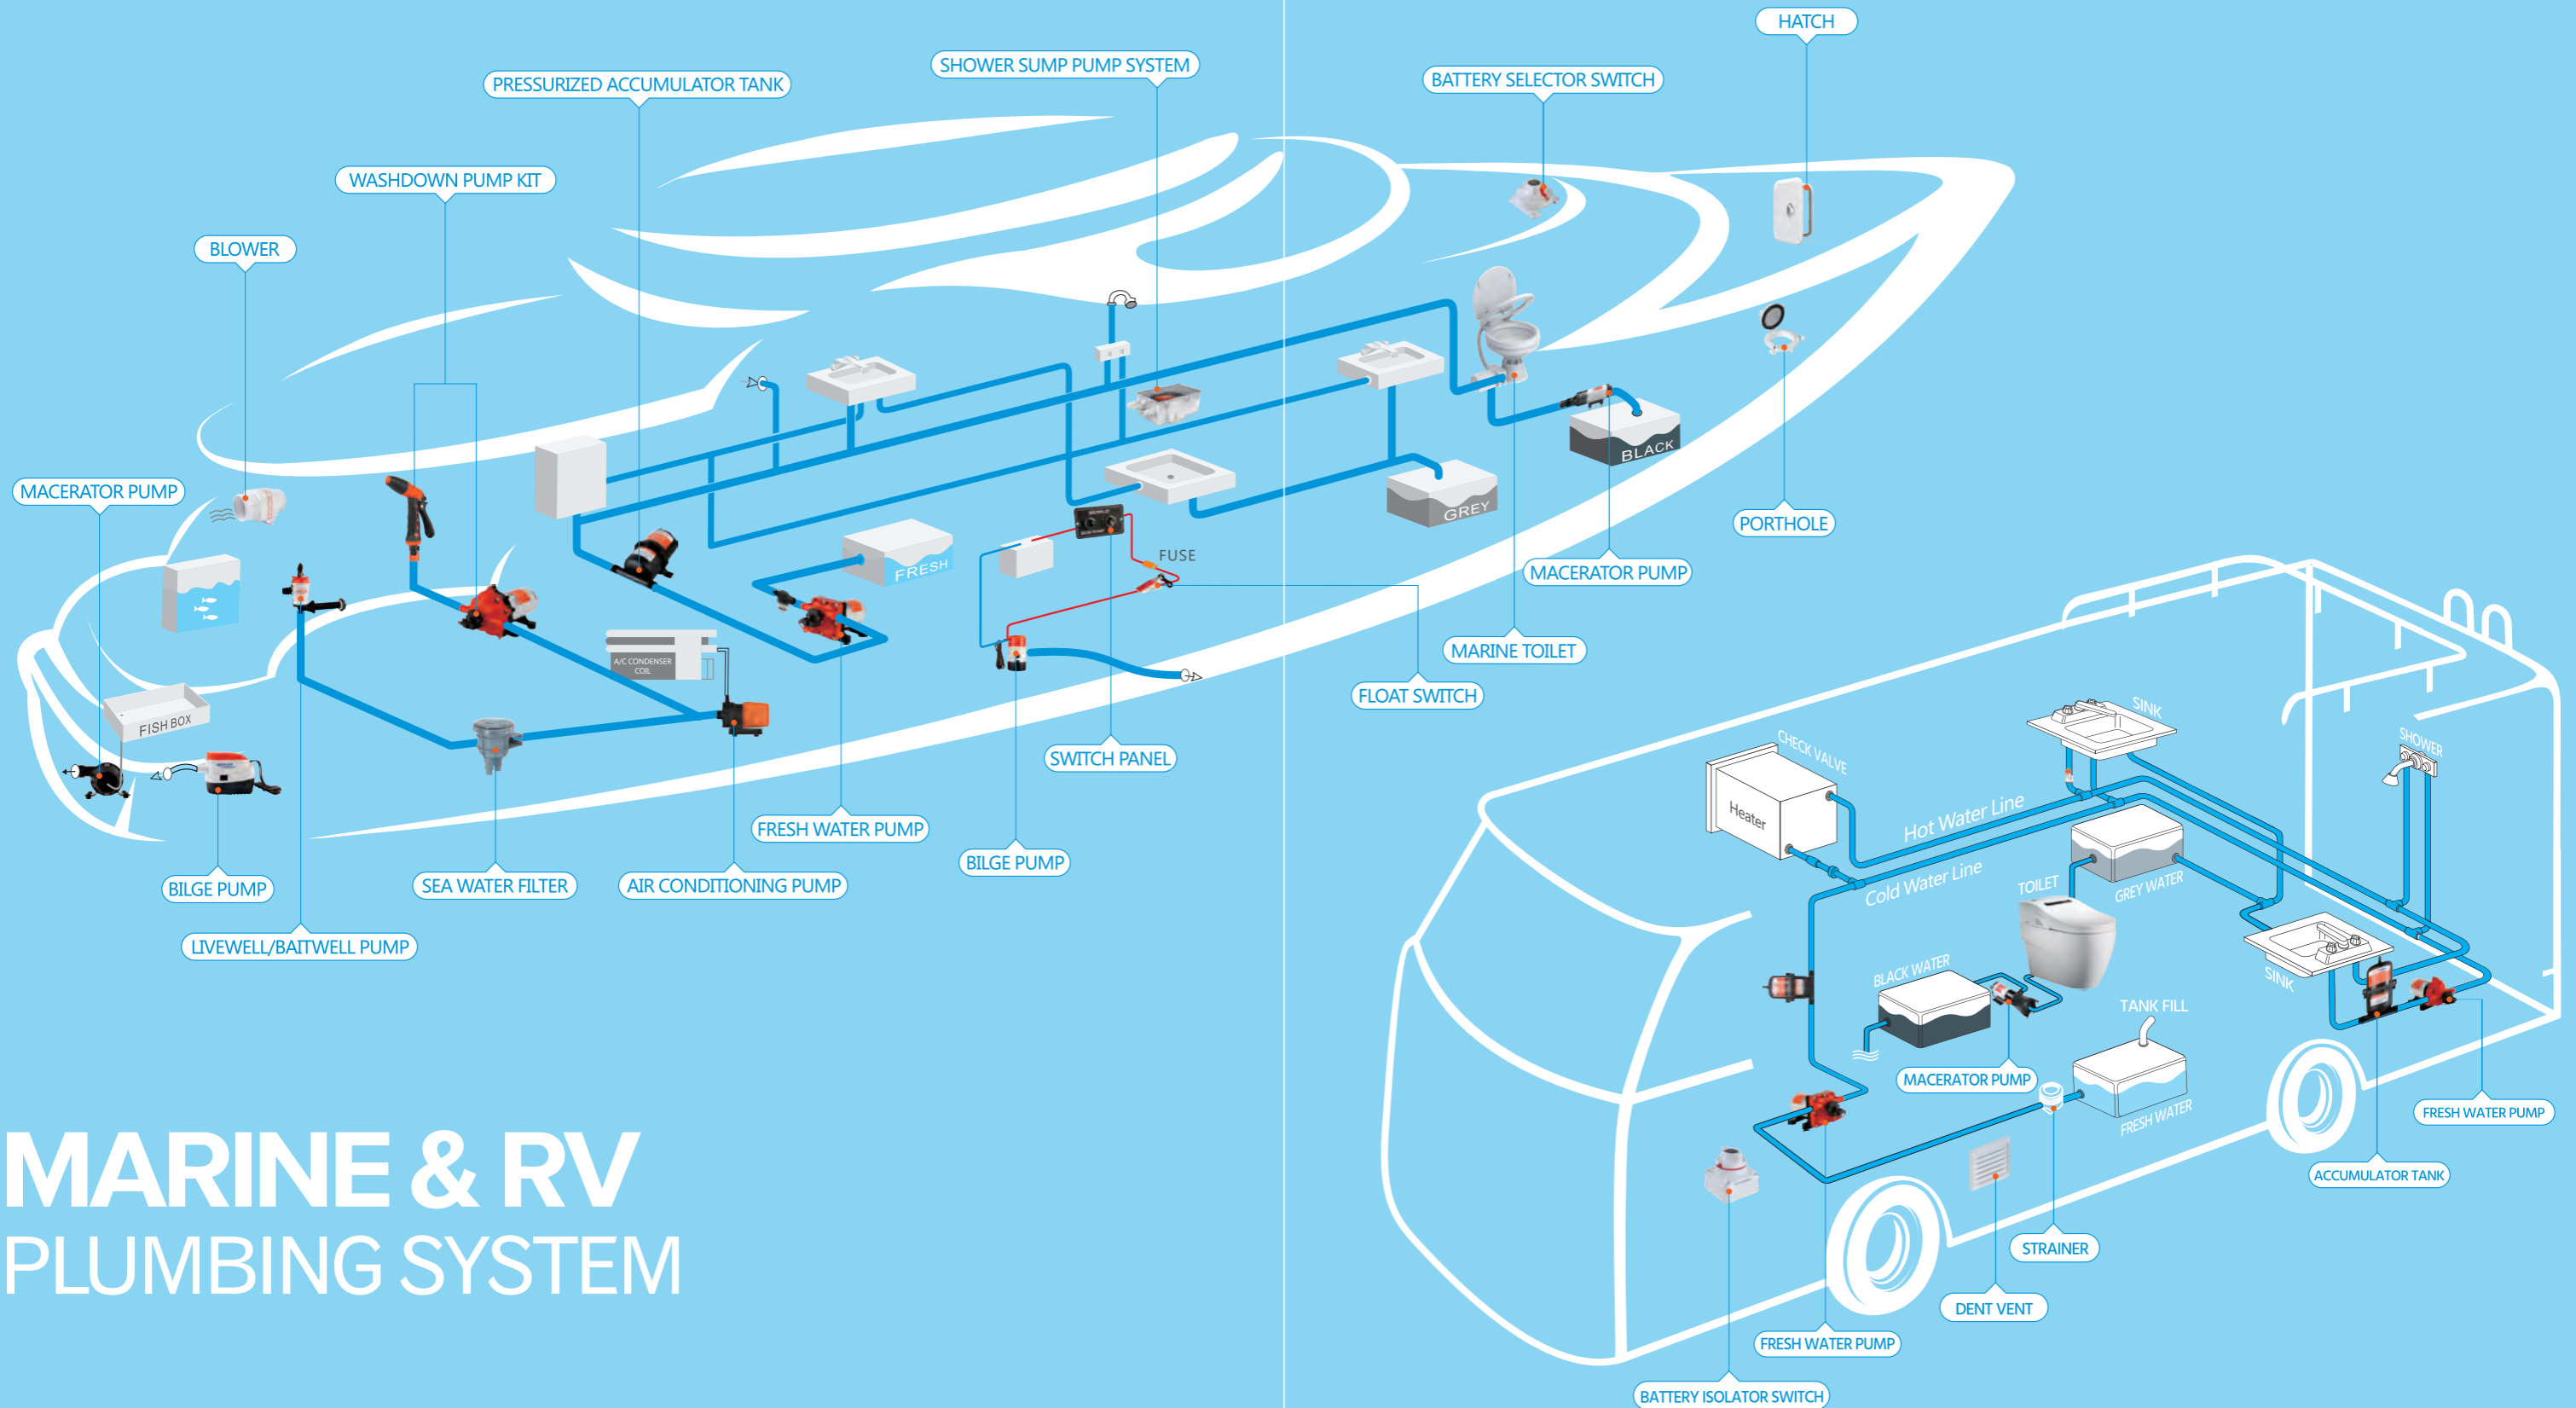 HATCH
SHOWER SUMP PUMP SYSTEM
BATTERY SELECTOR SWITCH
PRESSURIZED ACCUMULATOR TANK
WASHDOWN PUMP KIT
BLOWER
MACERATOR PUMP
BLACK
GREY
PORTHOLE
FUSE
FRESH
MACERATOR PUMP
MARINE TOILET
A/C CONDENSER
COIL
FLOAT SWITCH
FISH BOX
SWITCH PANEL
FRESH WATER PUMP
BILGE PUMP
BILGE PUMP
SEA WATER FILTER
AIR CONDITIONING PUMP
LIVEWELL/BAITWELL PUMP
SINK
CHECK VALVE
SHOWER
Heater
Hot Water Line
Cold Water Line
TOILET
GREY WATER
BLACK WATER
SINK
TANK FILL
MACERATOR PUMP
FRESH WATER
FRESH WATER PUMP
ACCUMULATOR TANK
STRAINER
DENT VENT
FRESH WATER PUMP
BATTERY ISOLATOR SWITCH
MARINE & RV
PLUMBING SYSTEM